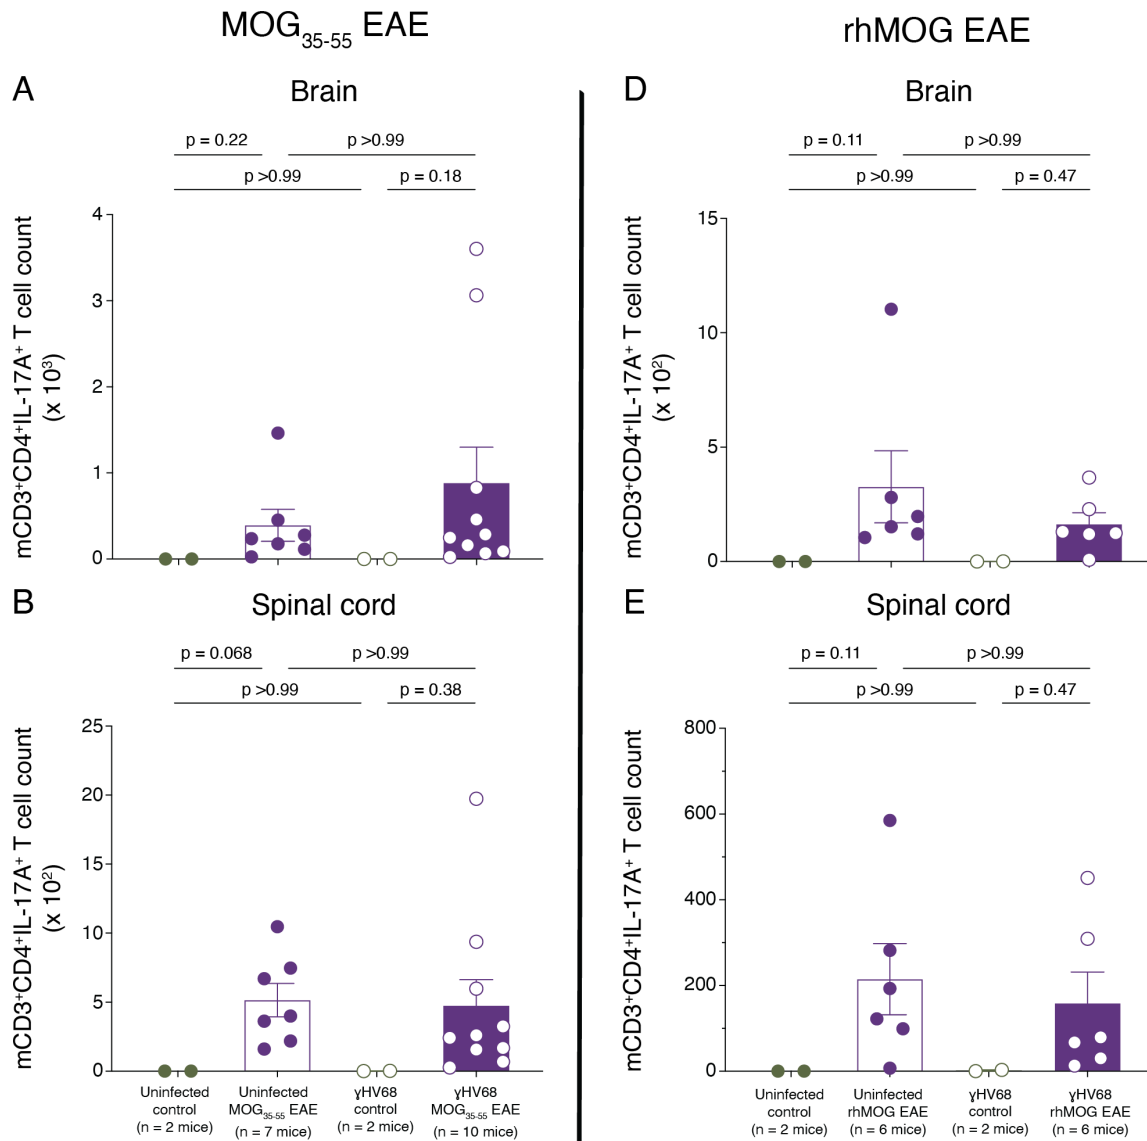 MOG35-55 EAE
rhMOG EAE
A
Brain
p = 0.22
p >0.99
p >0.99
p = 0.18
mCD3+CD4+IL-17A+ T cell count
(x 10³)
4
3
2
1
0
D
Brain
p = 0.11
p >0.99
p >0.99
p = 0.47
mCD3+CD4+IL-17A+ T cell count
(x 10²)
15
10
5
0
B
Spinal cord
p = 0.068
p >0.99
p >0.99
p = 0.38
mCD3+CD4+IL-17A+ T cell count
(x 10²)
25
20
15
10
5
0
Uninfected
control
(n = 2 mice)
Uninfected
MOG35-55 EAE
(n = 7 mice)
γHV68
control
(n = 2 mice)
γHV68
MOG35-55 EAE
(n = 10 mice)
E
Spinal cord
p = 0.11
p >0.99
p >0.99
p = 0.47
mCD3+CD4+IL-17A+ T cell count
800
600
400
200
0
Uninfected
control
(n = 2 mice)
Uninfected
rhMOG EAE
(n = 6 mice)
γHV68
control
(n = 2 mice)
γHV68
rhMOG EAE
(n = 6 mice)